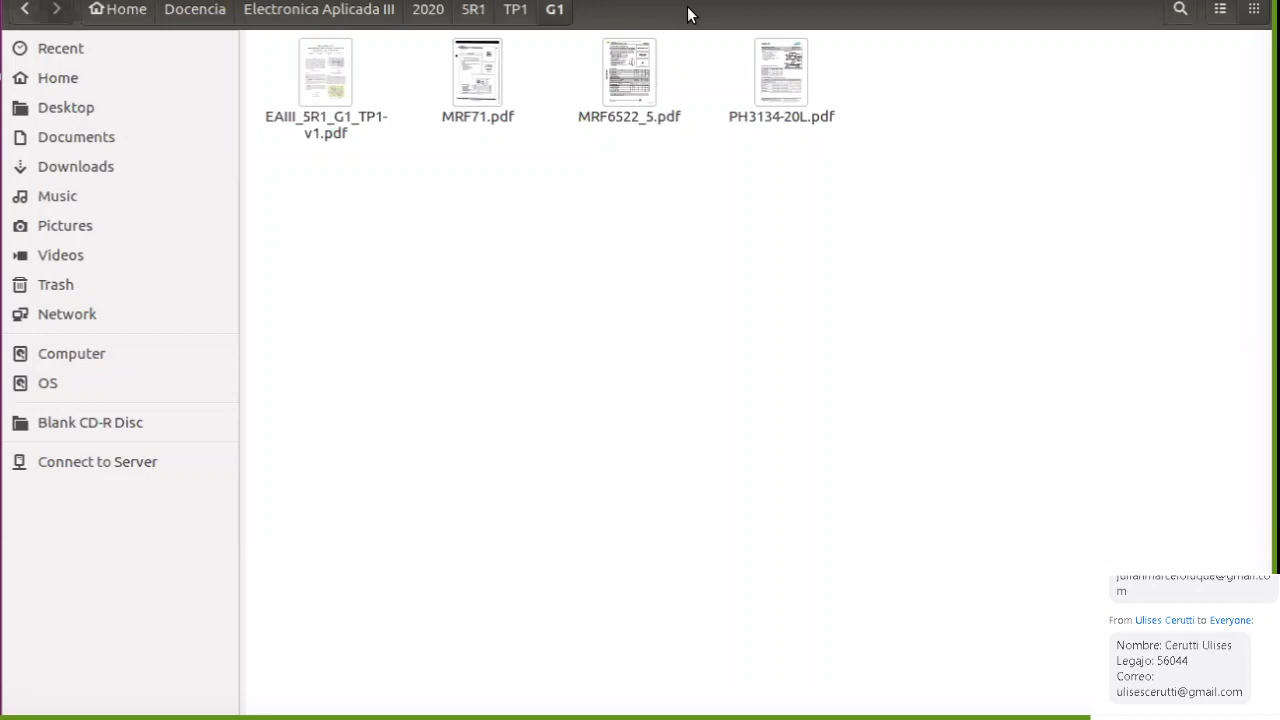 Home
Docencia
Electronica Aplicada III
2020
5R1
TP1
G1
Recent
Home
Desktop
Documents
Downloads
Music
Pictures
Videos
Trash
Network
Computer
OS
Blank CD-R Disc
Connect to Server
EAIII_5R1_G1_TP1-
v1.pdf
MRF71.pdf
MRF6522_5.pdf
PH3134-20L.pdf
m
From Ulises Cerutti to Everyone:
Nombre: Cerutti Ulises
Legajo: 56044
Correo:
ulisescerutti@gmail.com